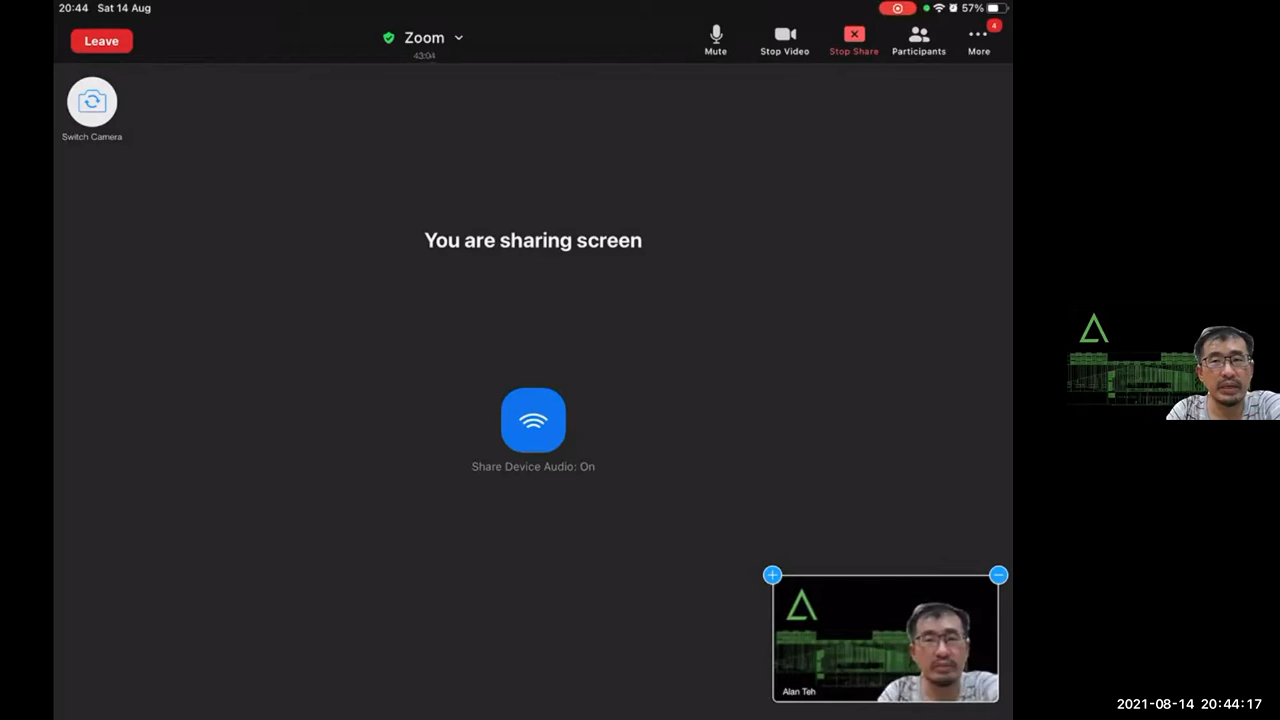 20:44 Sat 14 Aug
57%
Leave
Zoom
43:04
Mute
Stop Video
Stop Share
Participants
4
More
Switch Camera
You are sharing screen
Share Device Audio: On
Alan Teh
2021-08-14 20:44:17